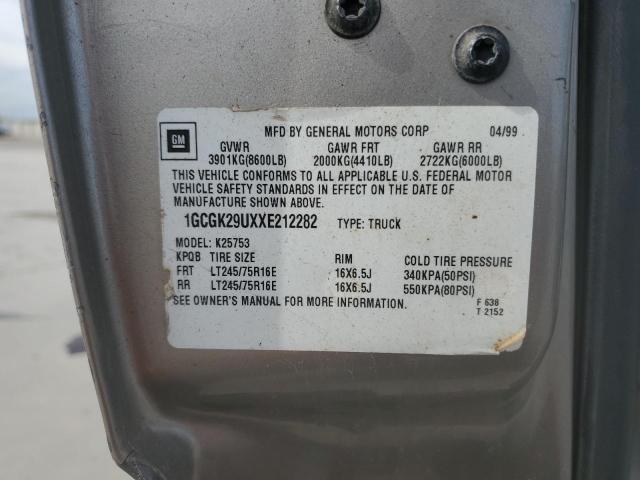 GM
MFD BY GENERAL MOTORS CORP 04/99
GVWR GAWR FRT GAWR RR
3901KG(8600LB) 2000KG(4410LB) 2722KG(6000LB)
THIS VEHICLE CONFORMS TO ALL APPLICABLE U.S. FEDERAL MOTOR
VEHICLE SAFETY STANDARDS IN EFFECT ON THE DATE OF
MANUFACTURE SHOWN ABOVE.
1GCGK29UXXE212282 TYPE: TRUCK
MODEL: K25753
KPQB TIRE SIZE RIM COLD TIRE PRESSURE
FRT LT245/75R16E 16X6.5J 340KPA(50PSI)
RR LT245/75R16E 16X6.5J 550KPA(80PSI)
SEE OWNER'S MANUAL FOR MORE INFORMATION.
F 638
T 2152